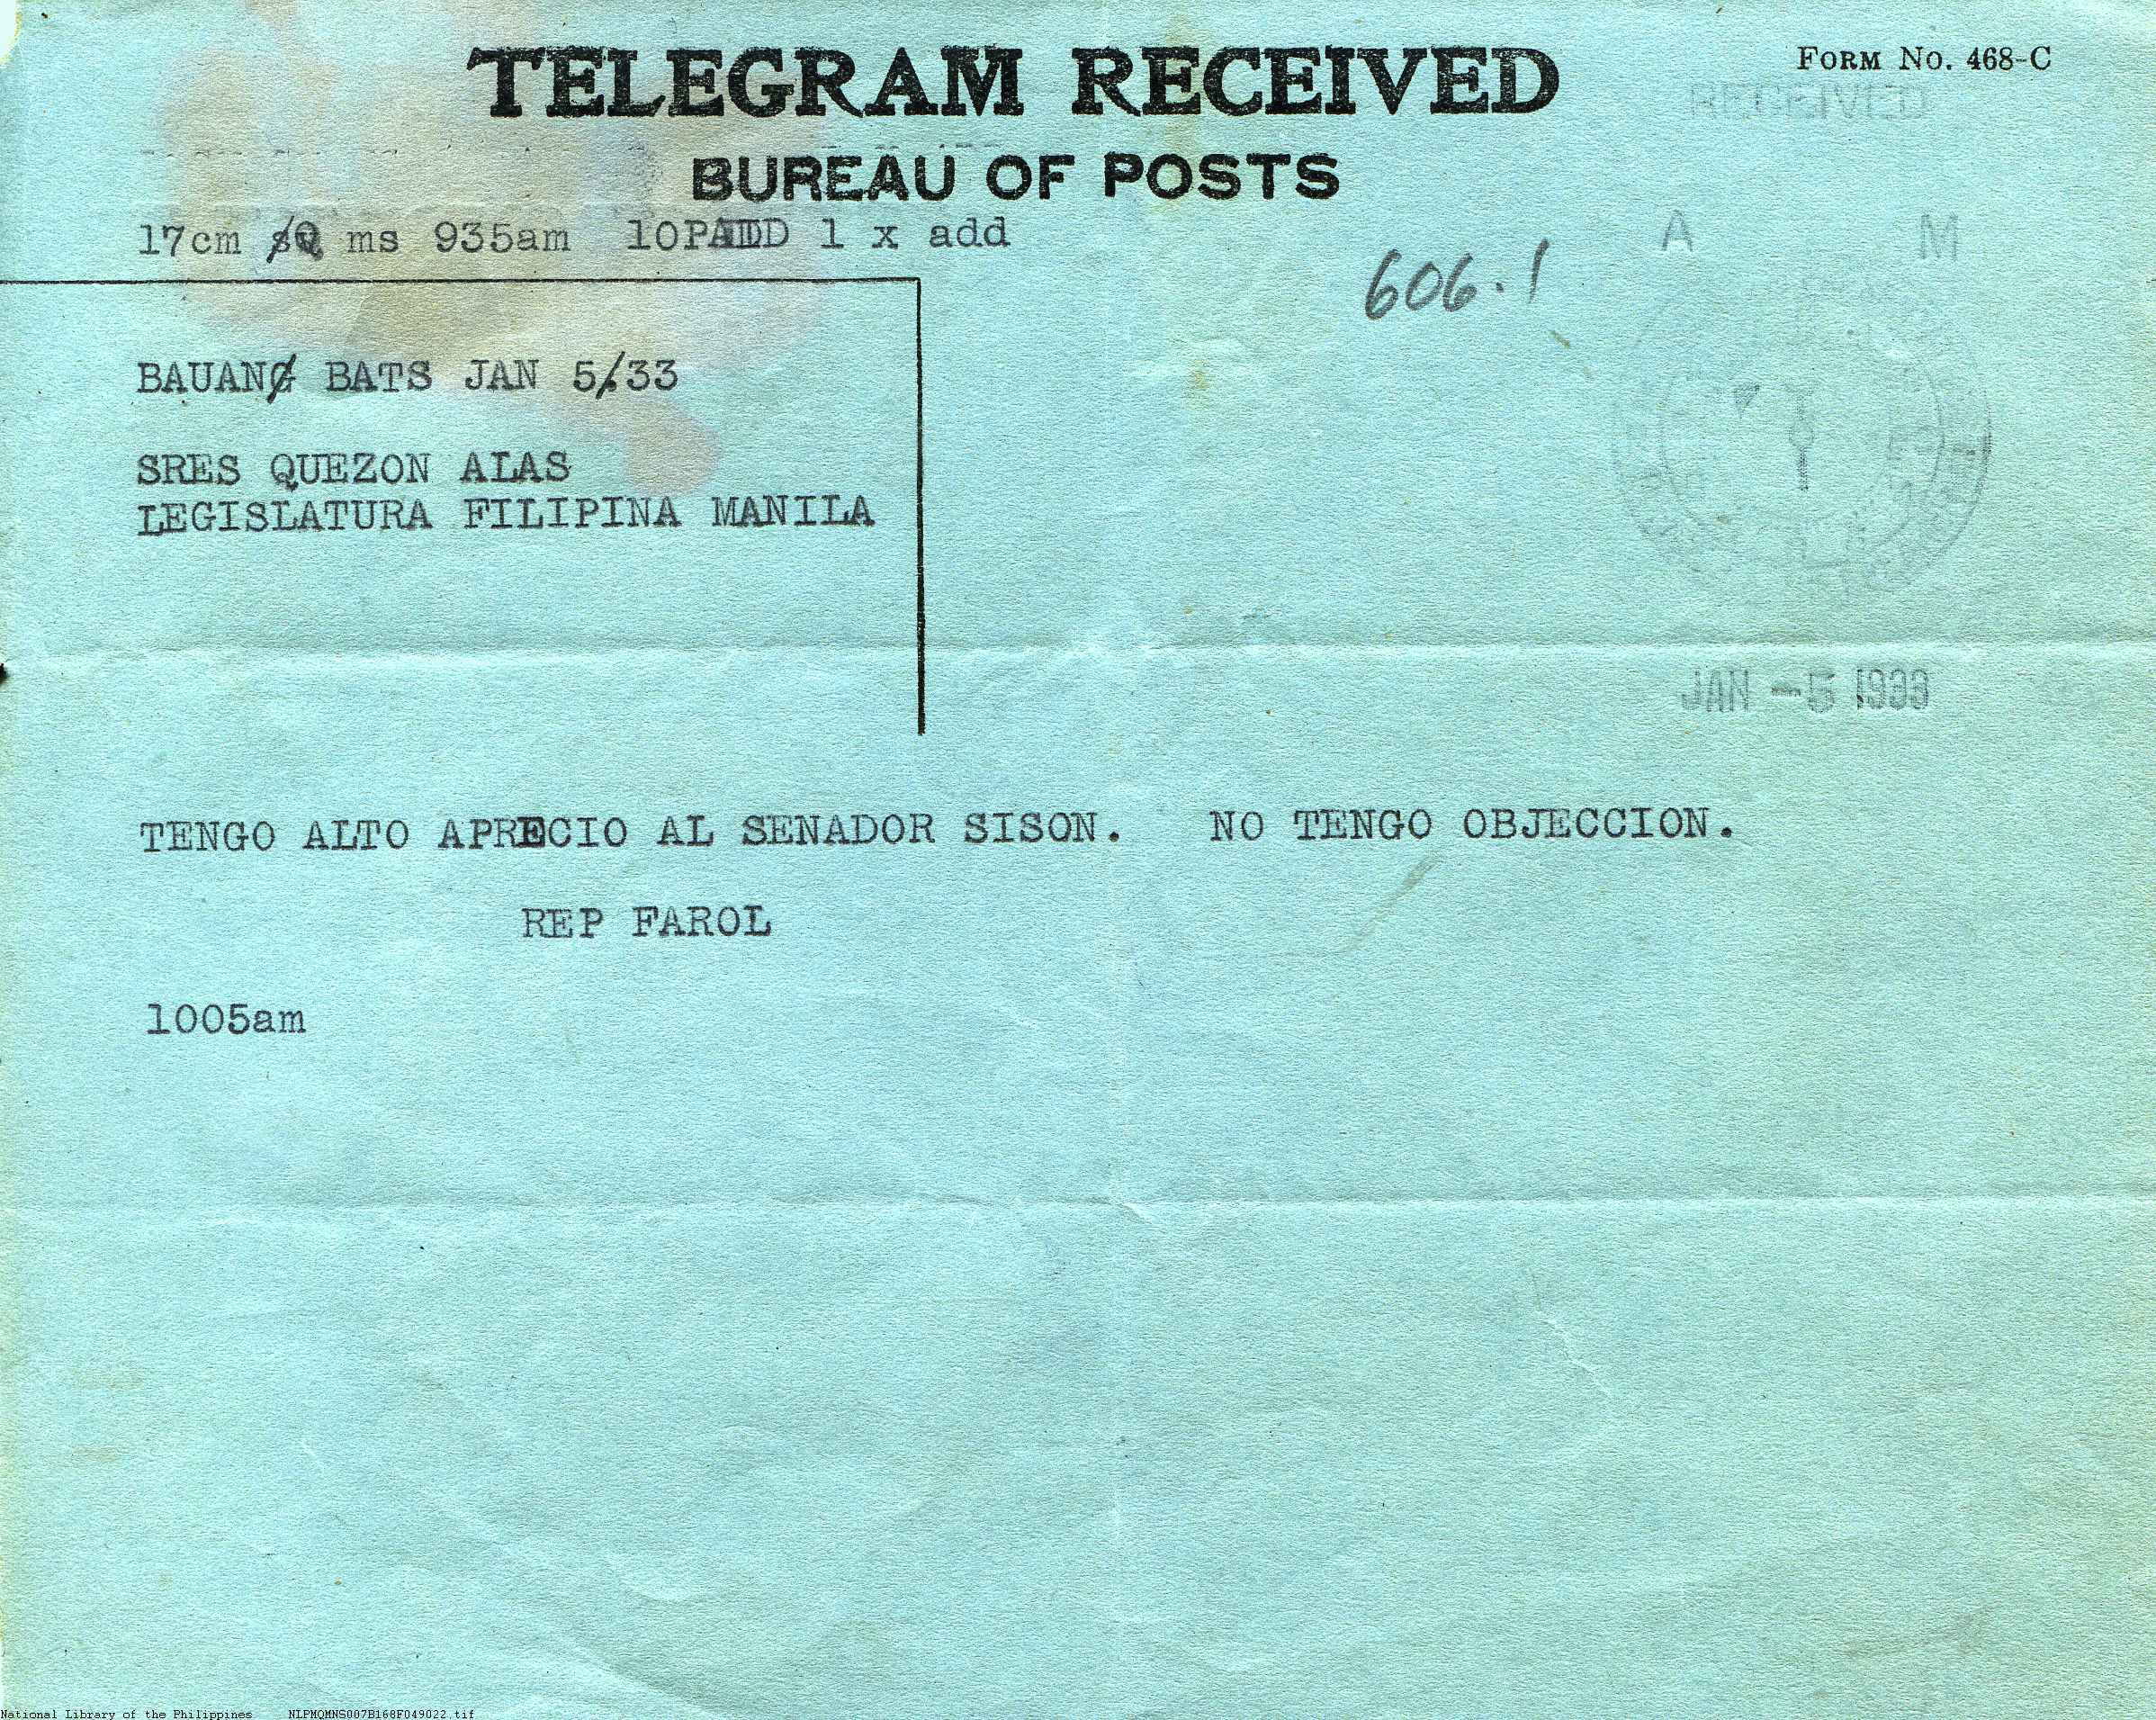 TELEGRAM RECEIVED
FORM NO. 468-C
RECEIVED
BUREAU OF POSTS
17cm ms 935am 10PAID 1 x add
A M
606.1
BAUANG BATS JAN 5/33
SRES QUEZON ALAS
LEGISLATURA FILIPINA MANILA
JAN -5 1933
TENGO ALTO APRECIO AL SENADOR SISON. NO TENGO OBJECCION.
REP FAROL
1005am
National Library of the Philippines NLPMQMNS007B168F049022.tif